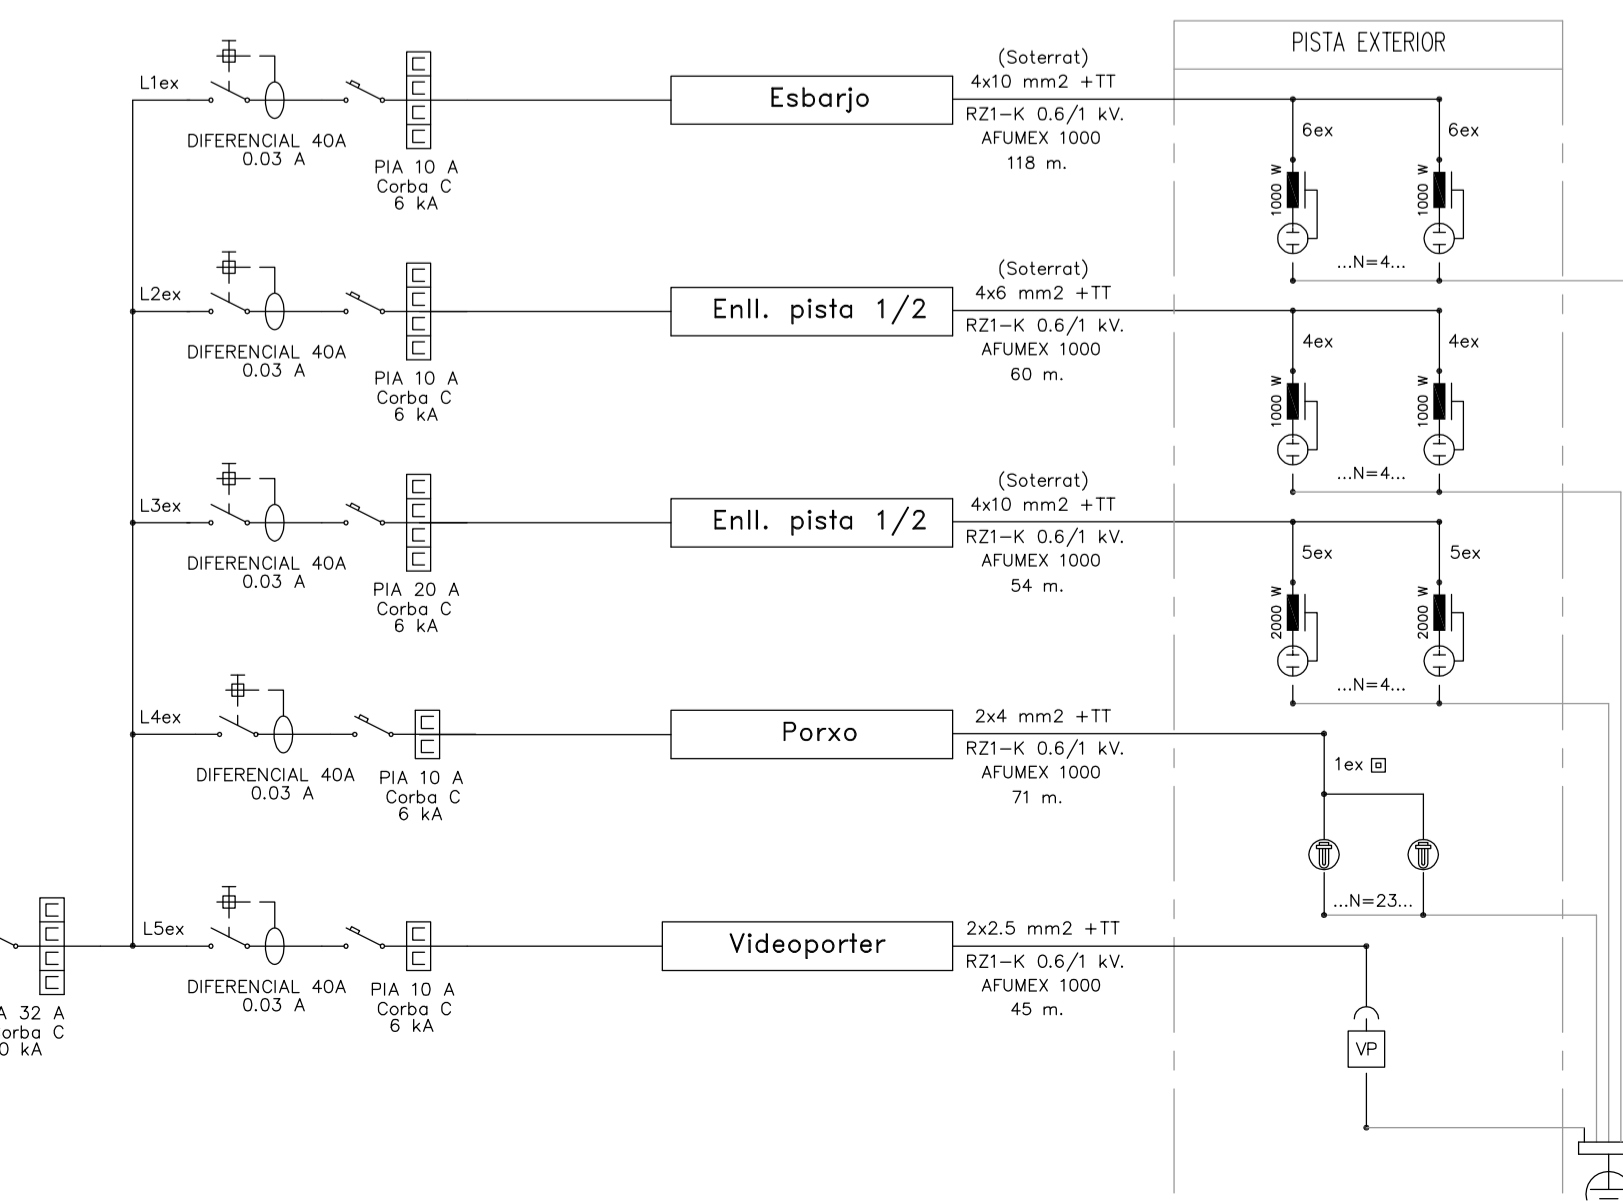 PISTA EXTERIOR
L1ex
DIFERENCIAL 40A
0.03 A
PIA 10 A
Corba C
6 kA
Esbarjo
(Soterrat)
4x10 mm2 +TT
RZ1-K 0.6/1 kV.
AFUMEX 1000
118 m.
6ex
6ex
1000 W
1000 W
...N=4...
L2ex
DIFERENCIAL 40A
0.03 A
PIA 10 A
Corba C
6 kA
Enll. pista 1/2
(Soterrat)
4x6 mm2 +TT
RZ1-K 0.6/1 kV.
AFUMEX 1000
60 m.
4ex
4ex
1000 W
1000 W
...N=4...
L3ex
DIFERENCIAL 40A
0.03 A
PIA 20 A
Corba C
6 kA
Enll. pista 1/2
(Soterrat)
4x10 mm2 +TT
RZ1-K 0.6/1 kV.
AFUMEX 1000
54 m.
5ex
5ex
2000 W
2000 W
...N=4...
L4ex
DIFERENCIAL 40A
0.03 A
PIA 10 A
Corba C
6 kA
Porxo
2x4 mm2 +TT
RZ1-K 0.6/1 kV.
AFUMEX 1000
71 m.
1ex
...N=23...
L5ex
DIFERENCIAL 40A
0.03 A
PIA 10 A
Corba C
6 kA
Videoporter
2x2.5 mm2 +TT
RZ1-K 0.6/1 kV.
AFUMEX 1000
45 m.
VP
A 32 A
orba C
0 kA